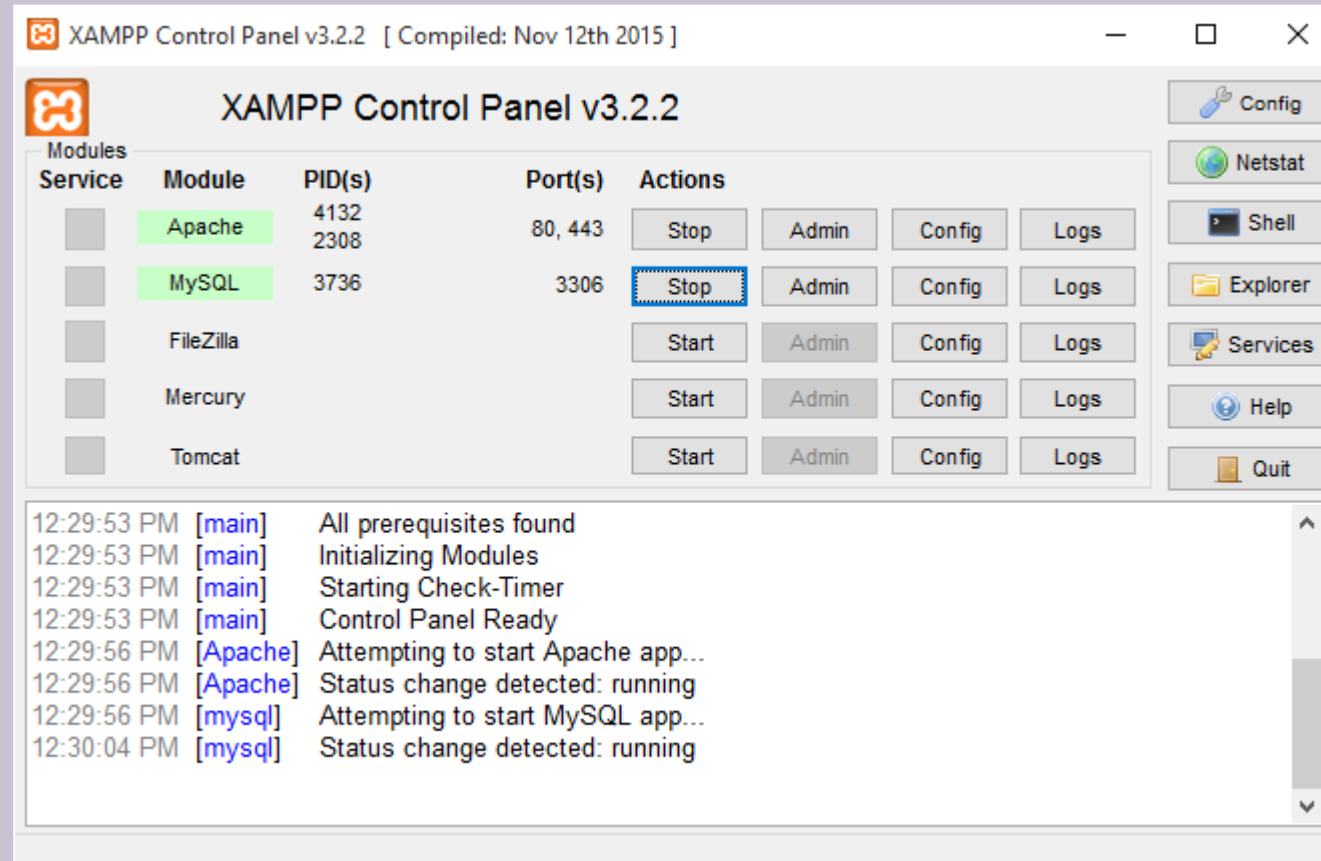 XAMPP Control Panel v3.2.2 [ Compiled: Nov 12th 2015 ]
XAMPP Control Panel v3.2.2
Config
Modules
Service Module PID(s) Port(s) Actions
Netstat
Apache 4132 2308 80, 443 Stop Admin Config Logs
Shell
MySQL 3736 3306 Stop Admin Config Logs
Explorer
FileZilla Start Admin Config Logs
Services
Mercury Start Admin Config Logs
Help
Tomcat Start Admin Config Logs
Quit
12:29:53 PM [main] All prerequisites found
12:29:53 PM [main] Initializing Modules
12:29:53 PM [main] Starting Check-Timer
12:29:53 PM [main] Control Panel Ready
12:29:56 PM [Apache] Attempting to start Apache app...
12:29:56 PM [Apache] Status change detected: running
12:29:56 PM [mysql] Attempting to start MySQL app...
12:30:04 PM [mysql] Status change detected: running